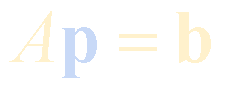 Ap = b